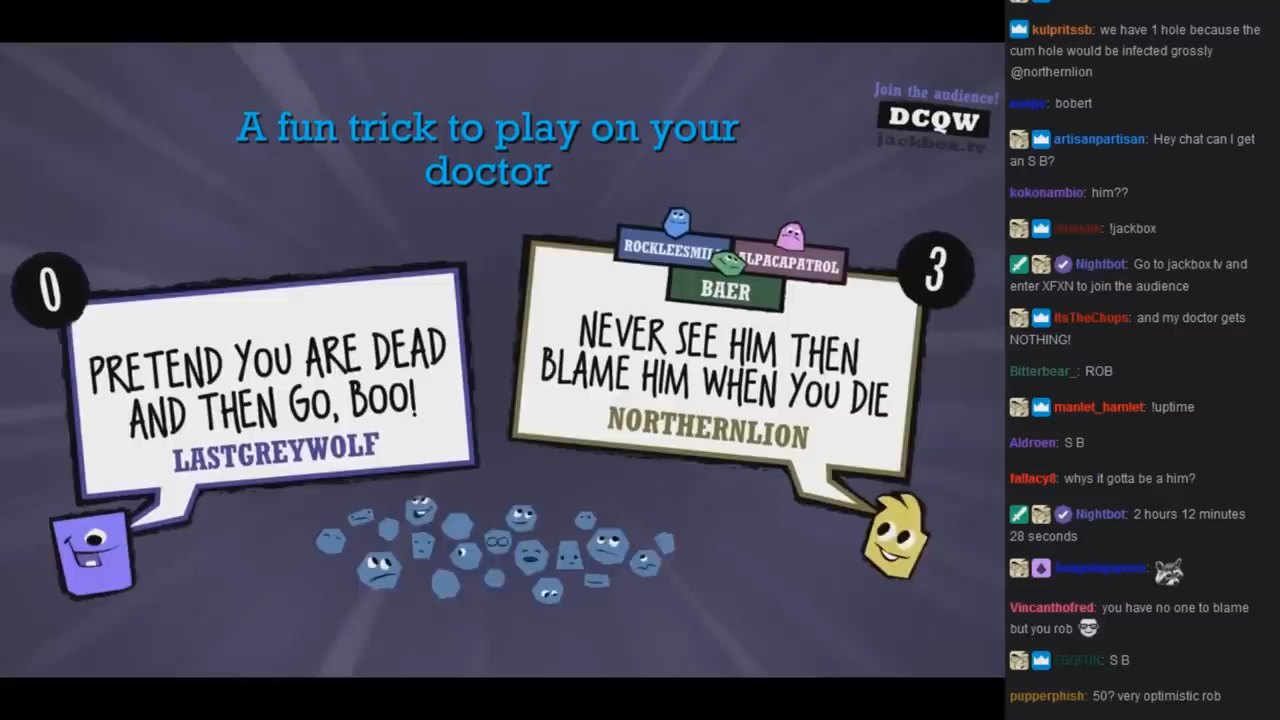 A fun trick to play on your
doctor
Join the audience!
DCQW
jackbox.tv
0
PRETEND YOU ARE DEAD
AND THEN GO, BOO!
LASTGREYWOLF
ALPACAPATROL
BAER
3
NEVER SEE HIM THEN
BLAME HIM WHEN YOU DIE
NORTHERNLION
kulpritssb: we have 1 hole because the
cum hole would be infected grossly
@northernlion
bobert
artisanpartisan: Hey chat can I get
an S B?
kokonambio: him??
!jackbox
Nightbot: Go to jackbox.tv and
enter XFXN to join the audience
ItsTheChops: and my doctor gets
NOTHING!
Bitterbear_: ROB
manlet_hamlet: !uptime
Aldroen: S B
fallacy8: whys it gotta be a him?
Nightbot: 2 hours 12 minutes
28 seconds
Vincanthofred: you have no one to blame
but you rob
EGGFUK: S B
pupperphish: 50? very optimistic rob